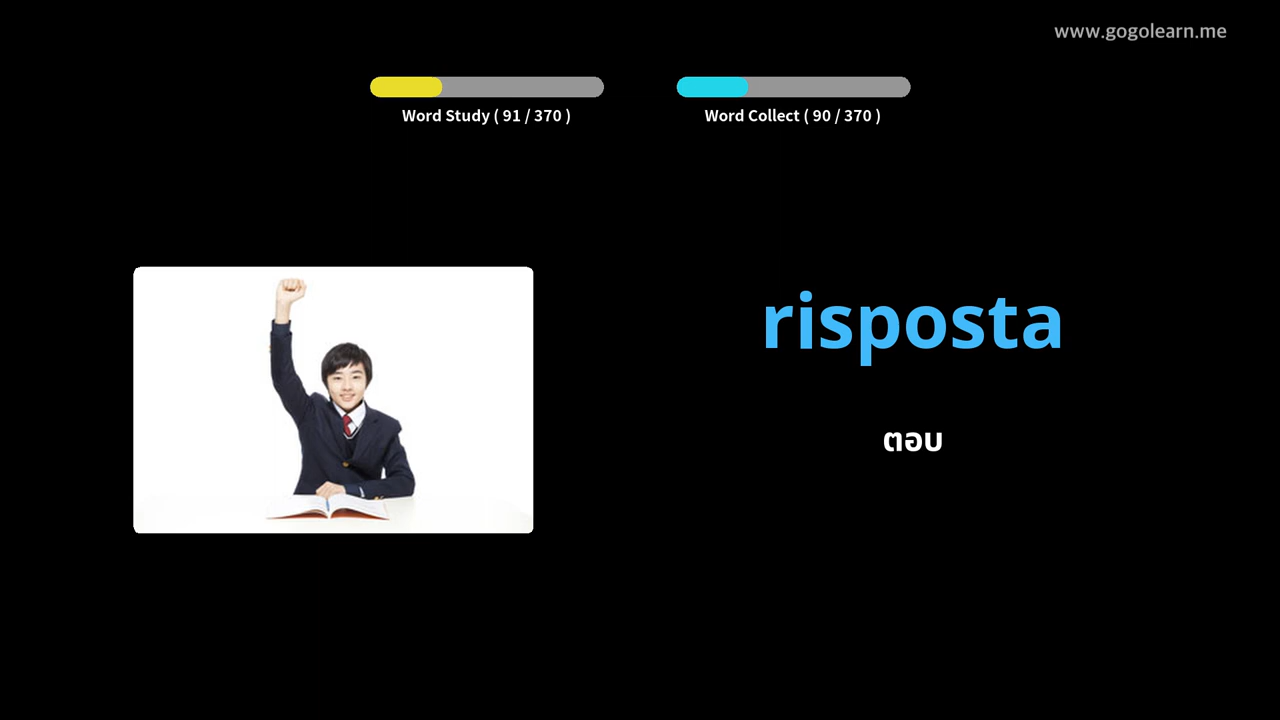 www.gogolearn.me
Word Study ( 91 / 370 )
Word Collect ( 90 / 370 )
risposta
ตอบ